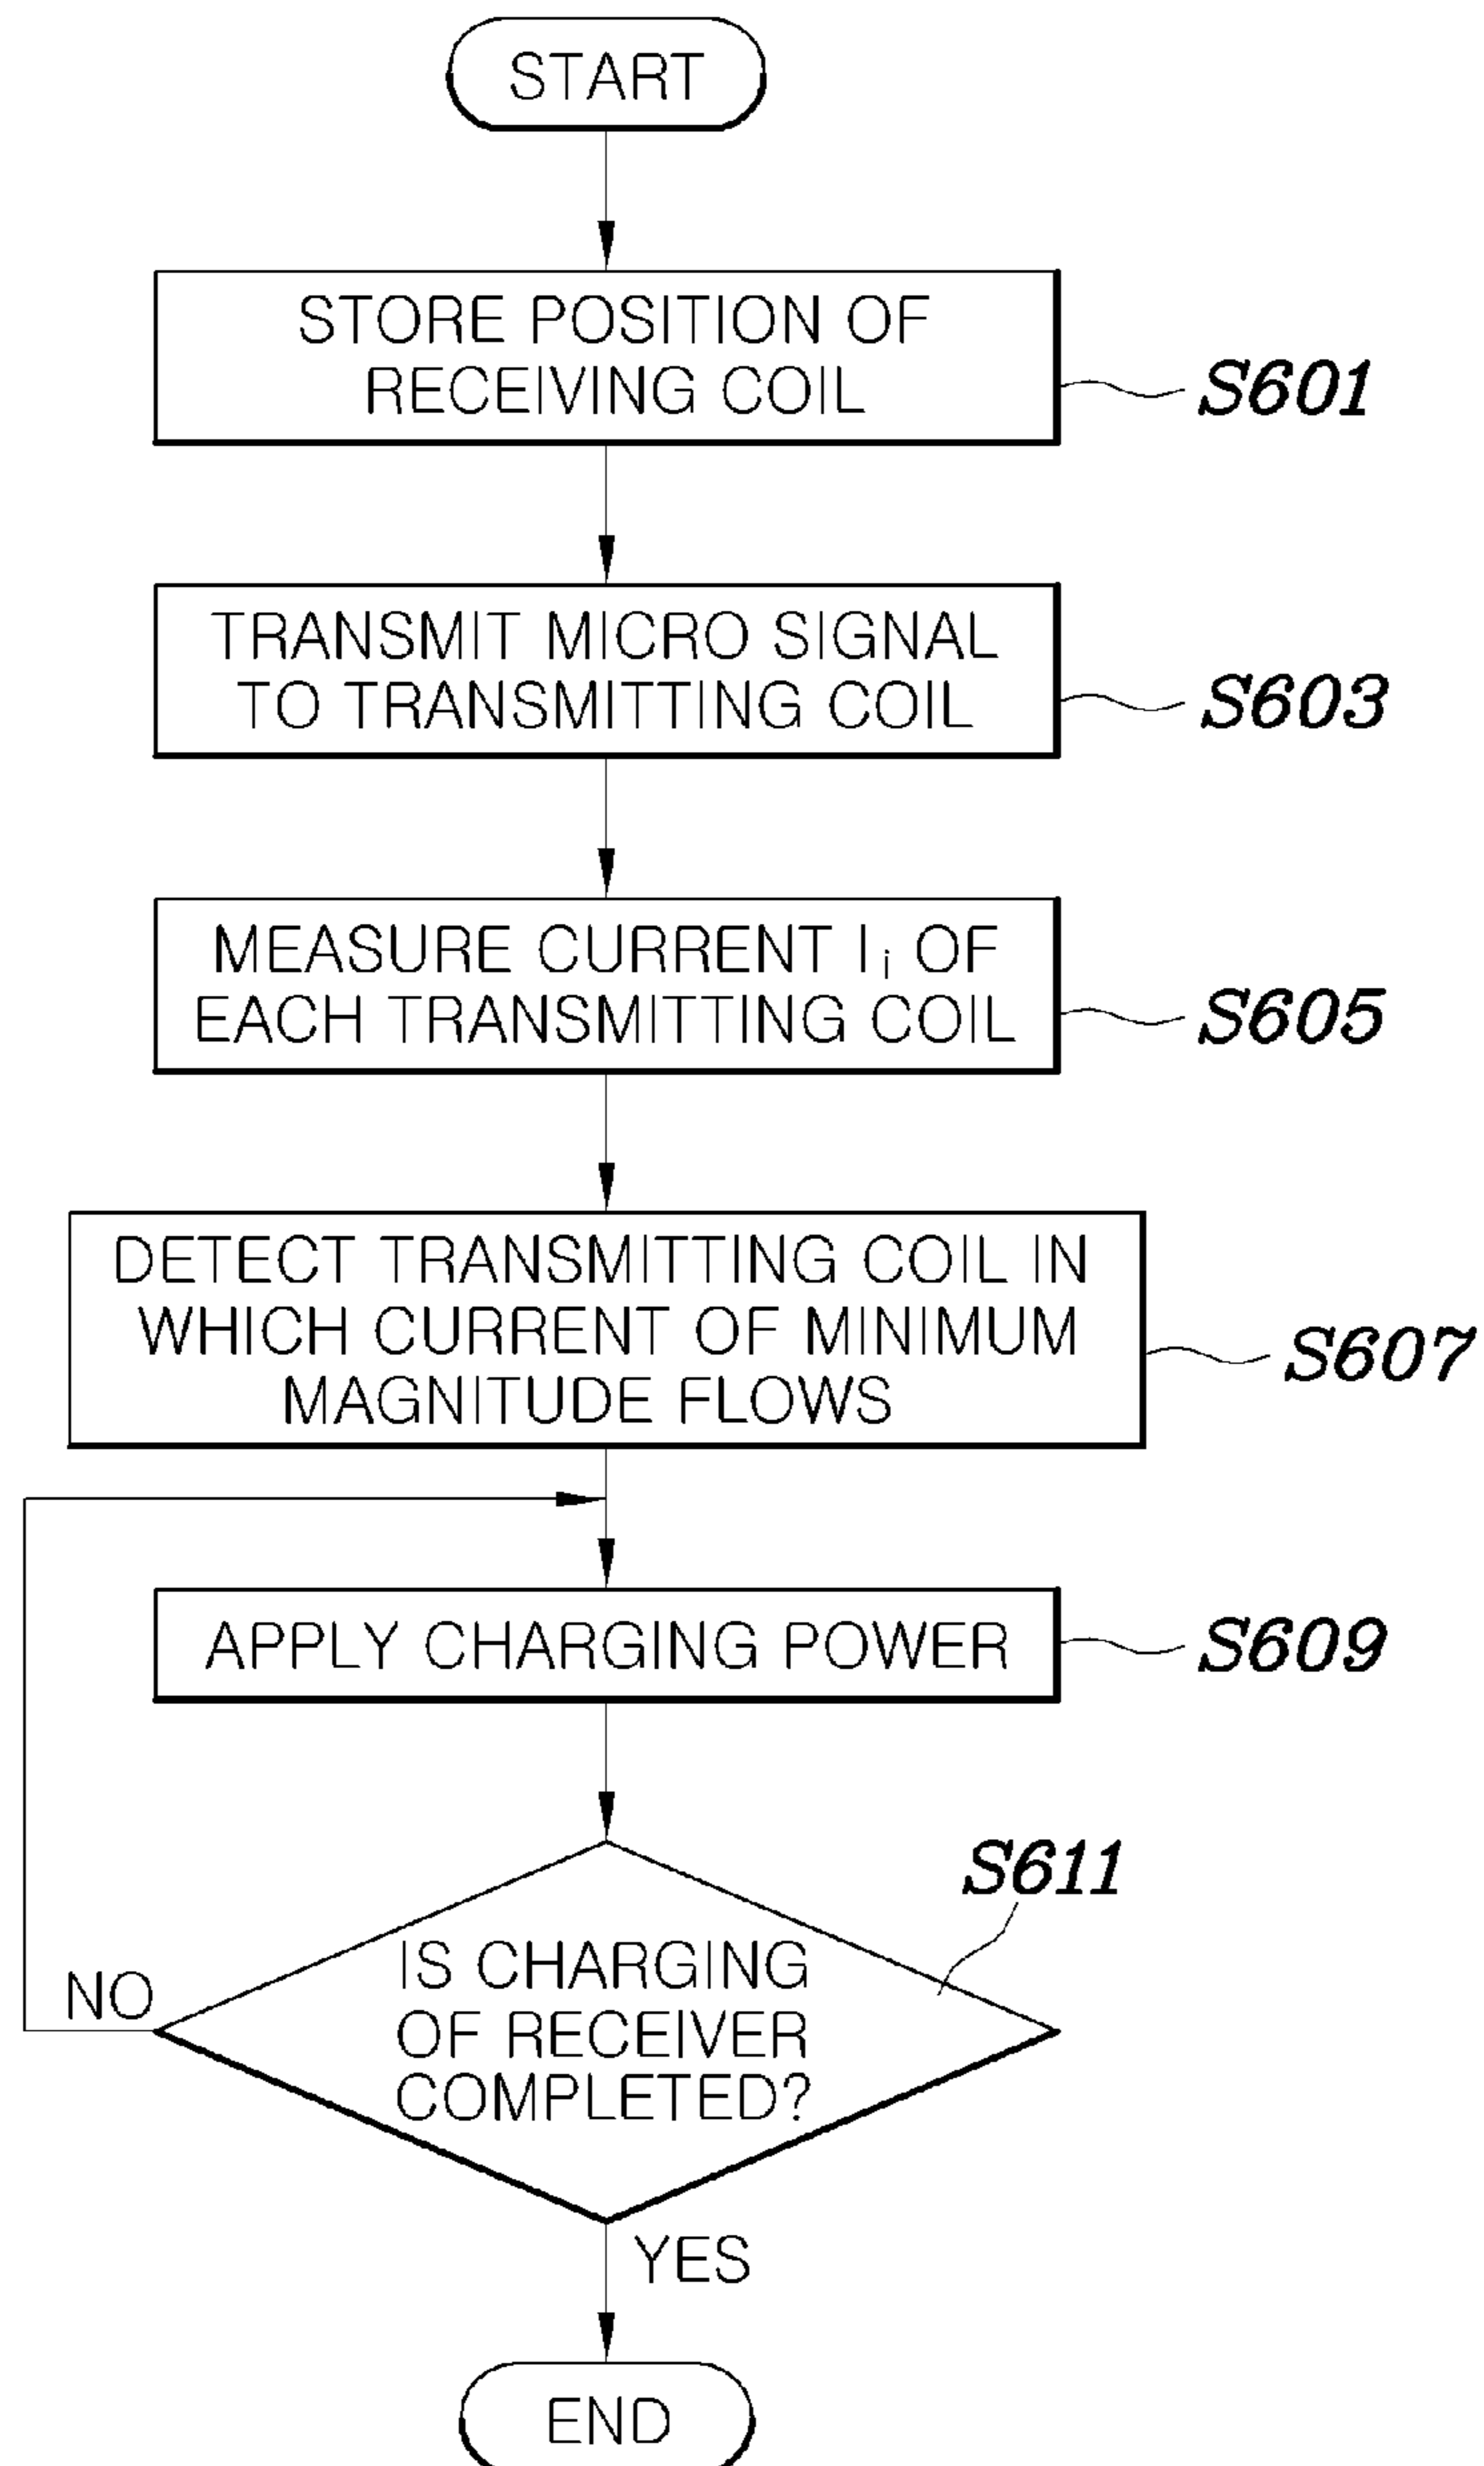 START
STORE POSITION OF
RECEIVING COIL
S601
TRANSMIT MICRO SIGNAL
TO TRANSMITTING COIL
S603
MEASURE CURRENT Ii OF
EACH TRANSMITTING COIL
S605
DETECT TRANSMITTING COIL IN
WHICH CURRENT OF MINIMUM
MAGNITUDE FLOWS
S607
APPLY CHARGING POWER
S609
S611
IS CHARGING
OF RECEIVER
COMPLETED?
NO
YES
END